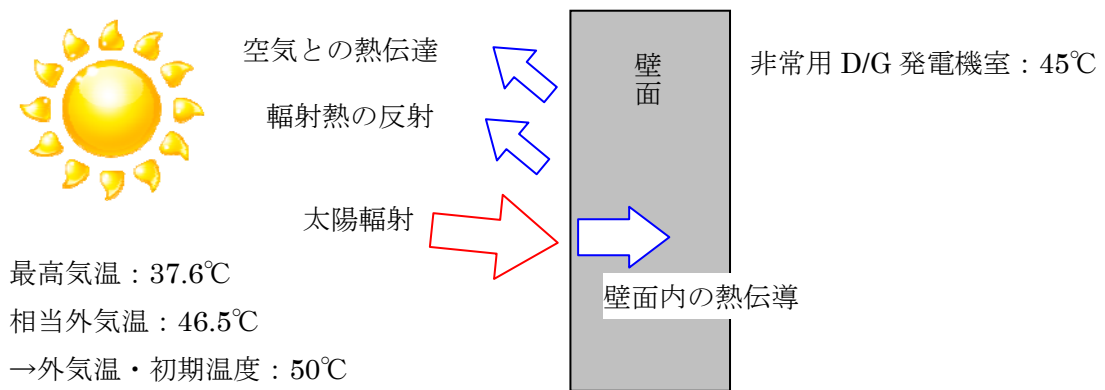 空気との熱伝達
輻射熱の反射
太陽輻射
最高気温：37.6℃
相当外気温：46.5℃
→外気温・初期温度：50℃
壁面
壁面内の熱伝導
非常用 D/G 発電機室：45℃